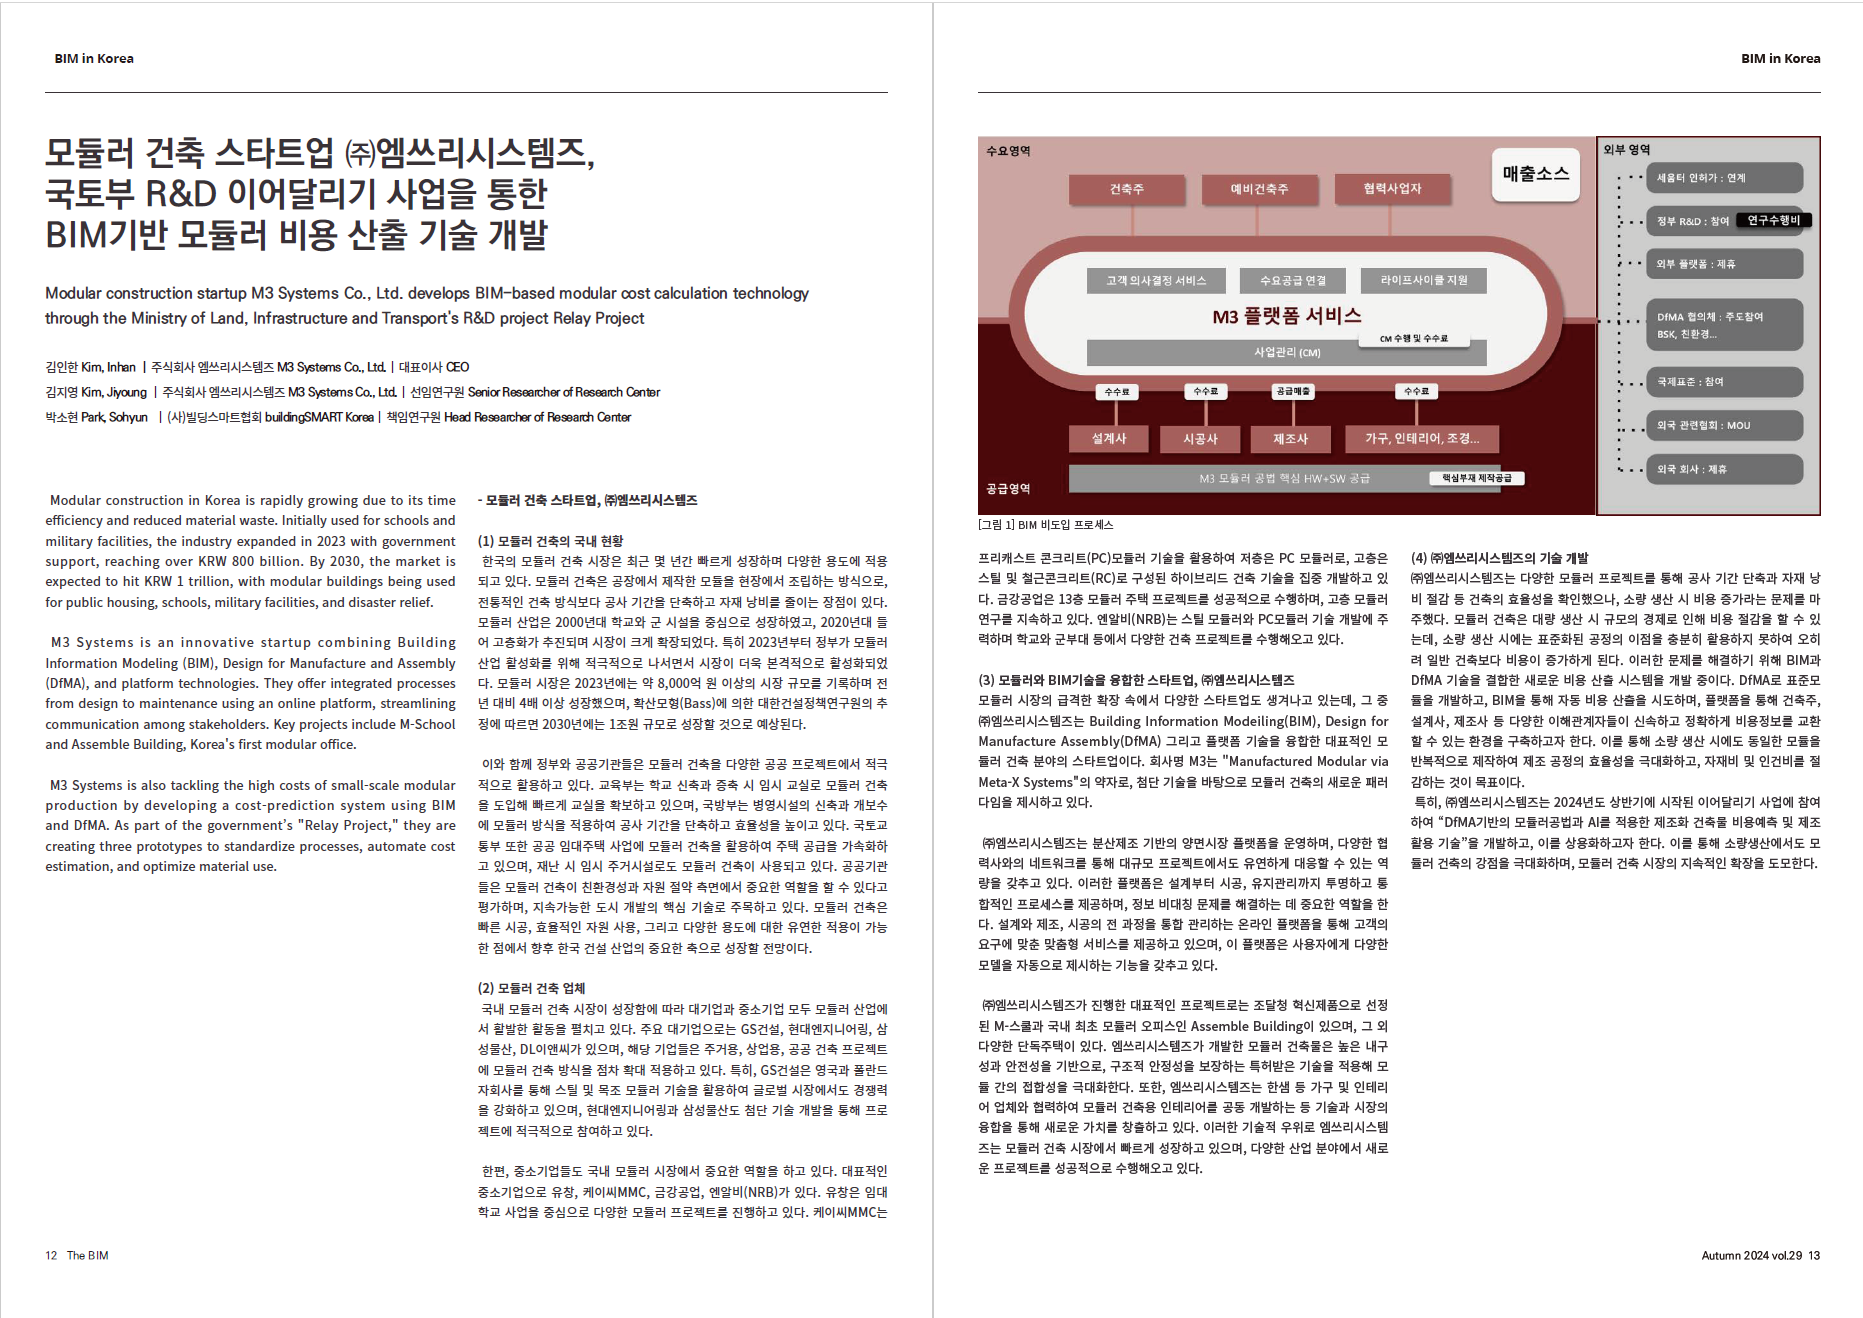 BIM in Korea
모듈러 건축 스타트업 ㈜엠쓰리시스템즈,
국토부 R&D 이어달리기 사업을 통한
BIM기반 모듈러 비용 산출 기술 개발
Modular construction startup M3 Systems Co., Ltd. develops BIM-based modular cost calculation technology
through the Ministry of Land, Infrastructure and Transport's R&D project Relay Project
김인한 Kim, Inhan | 주식회사 엠쓰리시스템즈 M3 Systems Co., Ltd. | 대표이사 CEO
김지영 Kim, Jiyoung | 주식회사 엠쓰리시스템즈 M3 Systems Co., Ltd. | 선임연구원 Senior Researcher of Research Center
박소현 Park, Sohyun | (사)빌딩스마트협회 buildingSMART Korea | 책임연구원 Head Researcher of Research Center
Modular construction in Korea is rapidly growing due to its time
efficiency and reduced material waste. Initially used for schools and
military facilities, the industry expanded in 2023 with government
support, reaching over KRW 800 billion. By 2030, the market is
expected to hit KRW 1 trillion, with modular buildings being used
for public housing, schools, military facilities, and disaster relief.
M3 Systems is an innovative startup combining Building
Information Modeling (BIM), Design for Manufacture and Assembly
(DfMA), and platform technologies. They offer integrated processes
from design to maintenance using an online platform, streamlining
communication among stakeholders. Key projects include M-School
and Assemble Building, Korea's first modular office.
M3 Systems is also tackling the high costs of small-scale modular
production by developing a cost-prediction system using BIM
and DfMA. As part of the government's "Relay Project," they are
creating three prototypes to standardize processes, automate cost
estimation, and optimize material use.
- 모듈러 건축 스타트업, ㈜엠쓰리시스템즈
(1) 모듈러 건축의 국내 현황
한국의 모듈러 건축 시장은 최근 몇 년간 빠르게 성장하며 다양한 용도에 적용
되고 있다. 모듈러 건축은 공장에서 제작한 모듈을 현장에서 조립하는 방식으로,
전통적인 건축 방식보다 공사 기간을 단축하고 자재 낭비를 줄이는 장점이 있다.
모듈러 산업은 2000년대 학교와 군 시설을 중심으로 성장하였고, 2020년대 들
어 고층화가 추진되며 시장이 크게 확장되었다. 특히 2023년부터 정부가 모듈러
산업 활성화를 위해 적극적으로 나서면서 시장이 더욱 본격적으로 활성화되었
다. 모듈러 시장은 2023년에는 약 8,000억 원 이상의 시장 규모를 기록하며 전
년 대비 4배 이상 성장했으며, 확산모형(Bass)에 의한 대한건설정책연구원의 추
정에 따르면 2030년에는 1조원 규모로 성장할 것으로 예상된다.
이와 함께 정부와 공공기관들은 모듈러 건축을 다양한 공공 프로젝트에서 적극
적으로 활용하고 있다. 교육부는 학교 신축과 증축 시 임시 교실로 모듈러 건축
을 도입해 빠르게 교실을 확보하고 있으며, 국방부는 병영시설의 신축과 개보수
에 모듈러 방식을 적용하여 공사 기간을 단축하고 효율성을 높이고 있다. 국토교
통부 또한 공공 임대주택 사업에 모듈러 건축을 활용하여 주택 공급을 가속화하
고 있으며, 재난 시 임시 주거시설로도 모듈러 건축이 사용되고 있다. 공공기관
들은 모듈러 건축이 친환경성과 자원 절약 측면에서 중요한 역할을 할 수 있다고
평가하며, 지속가능한 도시 개발의 핵심 기술로 주목하고 있다. 모듈러 건축은
빠른 시공, 효율적인 자원 사용, 그리고 다양한 용도에 대한 유연한 적용이 가능
한 점에서 향후 한국 건설 산업의 중요한 축으로 성장할 전망이다.
(2) 모듈러 건축 업체
국내 모듈러 건축 시장이 성장함에 따라 대기업과 중소기업 모두 모듈러 산업에
서 활발한 활동을 펼치고 있다. 주요 대기업으로는 GS건설, 현대엔지니어링, 삼
성물산, DL이앤씨가 있으며, 해당 기업들은 주거용, 상업용, 공공 건축 프로젝트
에 모듈러 건축 방식을 점차 확대 적용하고 있다. 특히, GS건설은 영국과 폴란드
자회사를 통해 스틸 및 목조 모듈러 기술을 활용하여 글로벌 시장에서도 경쟁력
을 강화하고 있으며, 현대엔지니어링과 삼성물산도 첨단 기술 개발을 통해 프로
젝트에 적극적으로 참여하고 있다.
한편, 중소기업들도 국내 모듈러 시장에서 중요한 역할을 하고 있다. 대표적인
중소기업으로 유창, 케이씨MMC, 금강공업, 엔알비(NRB)가 있다. 유창은 임대
학교 사업을 중심으로 다양한 모듈러 프로젝트를 진행하고 있다. 케이씨MMC는
12 The BIM
BIM in Korea
수요영역
매출소스
건축주
예비건축주
협력사업자
고객 의사결정 서비스
수요공급 연결
라이프사이클 지원
M3 플랫폼 서비스
CM 수행 및 수수료
사업관리 (CM)
수수료
수수료
공급매출
수수료
설계사
시공사
제조사
가구, 인테리어, 조경...
M3 모듈러 공법 핵심 HW+SW 공급
핵심부재 제작공급
공급영역
외부 영역
세움터 인허가 : 연계
정부 R&D : 참여
연구수행비
외부 플랫폼 : 제휴
DfMA 협의체 : 주도참여
BSK, 친환경...
국제표준 : 참여
외국 관련협회 : MOU
외국 회사 : 제휴
[그림 1] BIM 비도입 프로세스
프리캐스트 콘크리트(PC)모듈러 기술을 활용하여 저층은 PC 모듈러로, 고층은
스틸 및 철근콘크리트(RC)로 구성된 하이브리드 건축 기술을 집중 개발하고 있
다. 금강공업은 13층 모듈러 주택 프로젝트를 성공적으로 수행하며, 고층 모듈러
연구를 지속하고 있다. 엔알비(NRB)는 스틸 모듈러와 PC모듈러 기술 개발에 주
력하며 학교와 군부대 등에서 다양한 건축 프로젝트를 수행해오고 있다.
(3) 모듈러와 BIM기술을 융합한 스타트업, ㈜엠쓰리시스템즈
모듈러 시장의 급격한 확장 속에서 다양한 스타트업도 생겨나고 있는데, 그 중
㈜엠쓰리시스템즈는 Building Information Modeiling(BIM), Design for
Manufacture Assembly(DfMA) 그리고 플랫폼 기술을 융합한 대표적인 모
듈러 건축 분야의 스타트업이다. 회사명 M3는 "Manufactured Modular via
Meta-X Systems"의 약자로, 첨단 기술을 바탕으로 모듈러 건축의 새로운 패러
다임을 제시하고 있다.
㈜엠쓰리시스템즈는 분산제조 기반의 양면시장 플랫폼을 운영하며, 다양한 협
력사와의 네트워크를 통해 대규모 프로젝트에서도 유연하게 대응할 수 있는 역
량을 갖추고 있다. 이러한 플랫폼은 설계부터 시공, 유지관리까지 투명하고 통
합적인 프로세스를 제공하며, 정보 비대칭 문제를 해결하는 데 중요한 역할을 한
다. 설계와 제조, 시공의 전 과정을 통합 관리하는 온라인 플랫폼을 통해 고객의
요구에 맞춘 맞춤형 서비스를 제공하고 있으며, 이 플랫폼은 사용자에게 다양한
모델을 자동으로 제시하는 기능을 갖추고 있다.
㈜엠쓰리시스템즈가 진행한 대표적인 프로젝트로는 조달청 혁신제품으로 선정
된 M-스쿨과 국내 최초 모듈러 오피스인 Assemble Building이 있으며, 그 외
다양한 단독주택이 있다. 엠쓰리시스템즈가 개발한 모듈러 건축물은 높은 내구
성과 안전성을 기반으로, 구조적 안정성을 보장하는 특허받은 기술을 적용해 모
듈 간의 접합성을 극대화한다. 또한, 엠쓰리시스템즈는 한샘 등 가구 및 인테리
어 업체와 협력하여 모듈러 건축용 인테리어를 공동 개발하는 등 기술과 시장의
융합을 통해 새로운 가치를 창출하고 있다. 이러한 기술적 우위로 엠쓰리시스템
즈는 모듈러 건축 시장에서 빠르게 성장하고 있으며, 다양한 산업 분야에서 새로
운 프로젝트를 성공적으로 수행해오고 있다.
(4) ㈜엠쓰리시스템즈의 기술 개발
㈜엠쓰리시스템즈는 다양한 모듈러 프로젝트를 통해 공사 기간 단축과 자재 낭
비 절감 등 건축의 효율성을 확인했으나, 소량 생산 시 비용 증가라는 문제를 마
주했다. 모듈러 건축은 대량 생산 시 규모의 경제로 인해 비용 절감을 할 수 있
는데, 소량 생산 시에는 표준화된 공정의 이점을 충분히 활용하지 못하여 오히
려 일반 건축보다 비용이 증가하게 된다. 이러한 문제를 해결하기 위해 BIM과
DfMA 기술을 결합한 새로운 비용 산출 시스템을 개발 중이다. DfMA로 표준모
듈을 개발하고, BIM을 통해 자동 비용 산출을 시도하며, 플랫폼을 통해 건축주,
설계사, 제조사 등 다양한 이해관계자들이 신속하고 정확하게 비용정보를 교환
할 수 있는 환경을 구축하고자 한다. 이를 통해 소량 생산 시에도 동일한 모듈을
반복적으로 제작하여 제조 공정의 효율성을 극대화하고, 자재비 및 인건비를 절
감하는 것이 목표이다.
특히, ㈜엠쓰리시스템즈는 2024년도 상반기에 시작된 이어달리기 사업에 참여
하여 “DfMA기반의 모듈러공법과 AI를 적용한 제조화 건축물 비용예측 및 제조
활용 기술”을 개발하고, 이를 상용화하고자 한다. 이를 통해 소량생산에서도 모
듈러 건축의 강점을 극대화하며, 모듈러 건축 시장의 지속적인 확장을 도모한다.
Autumn 2024 vol.29 13